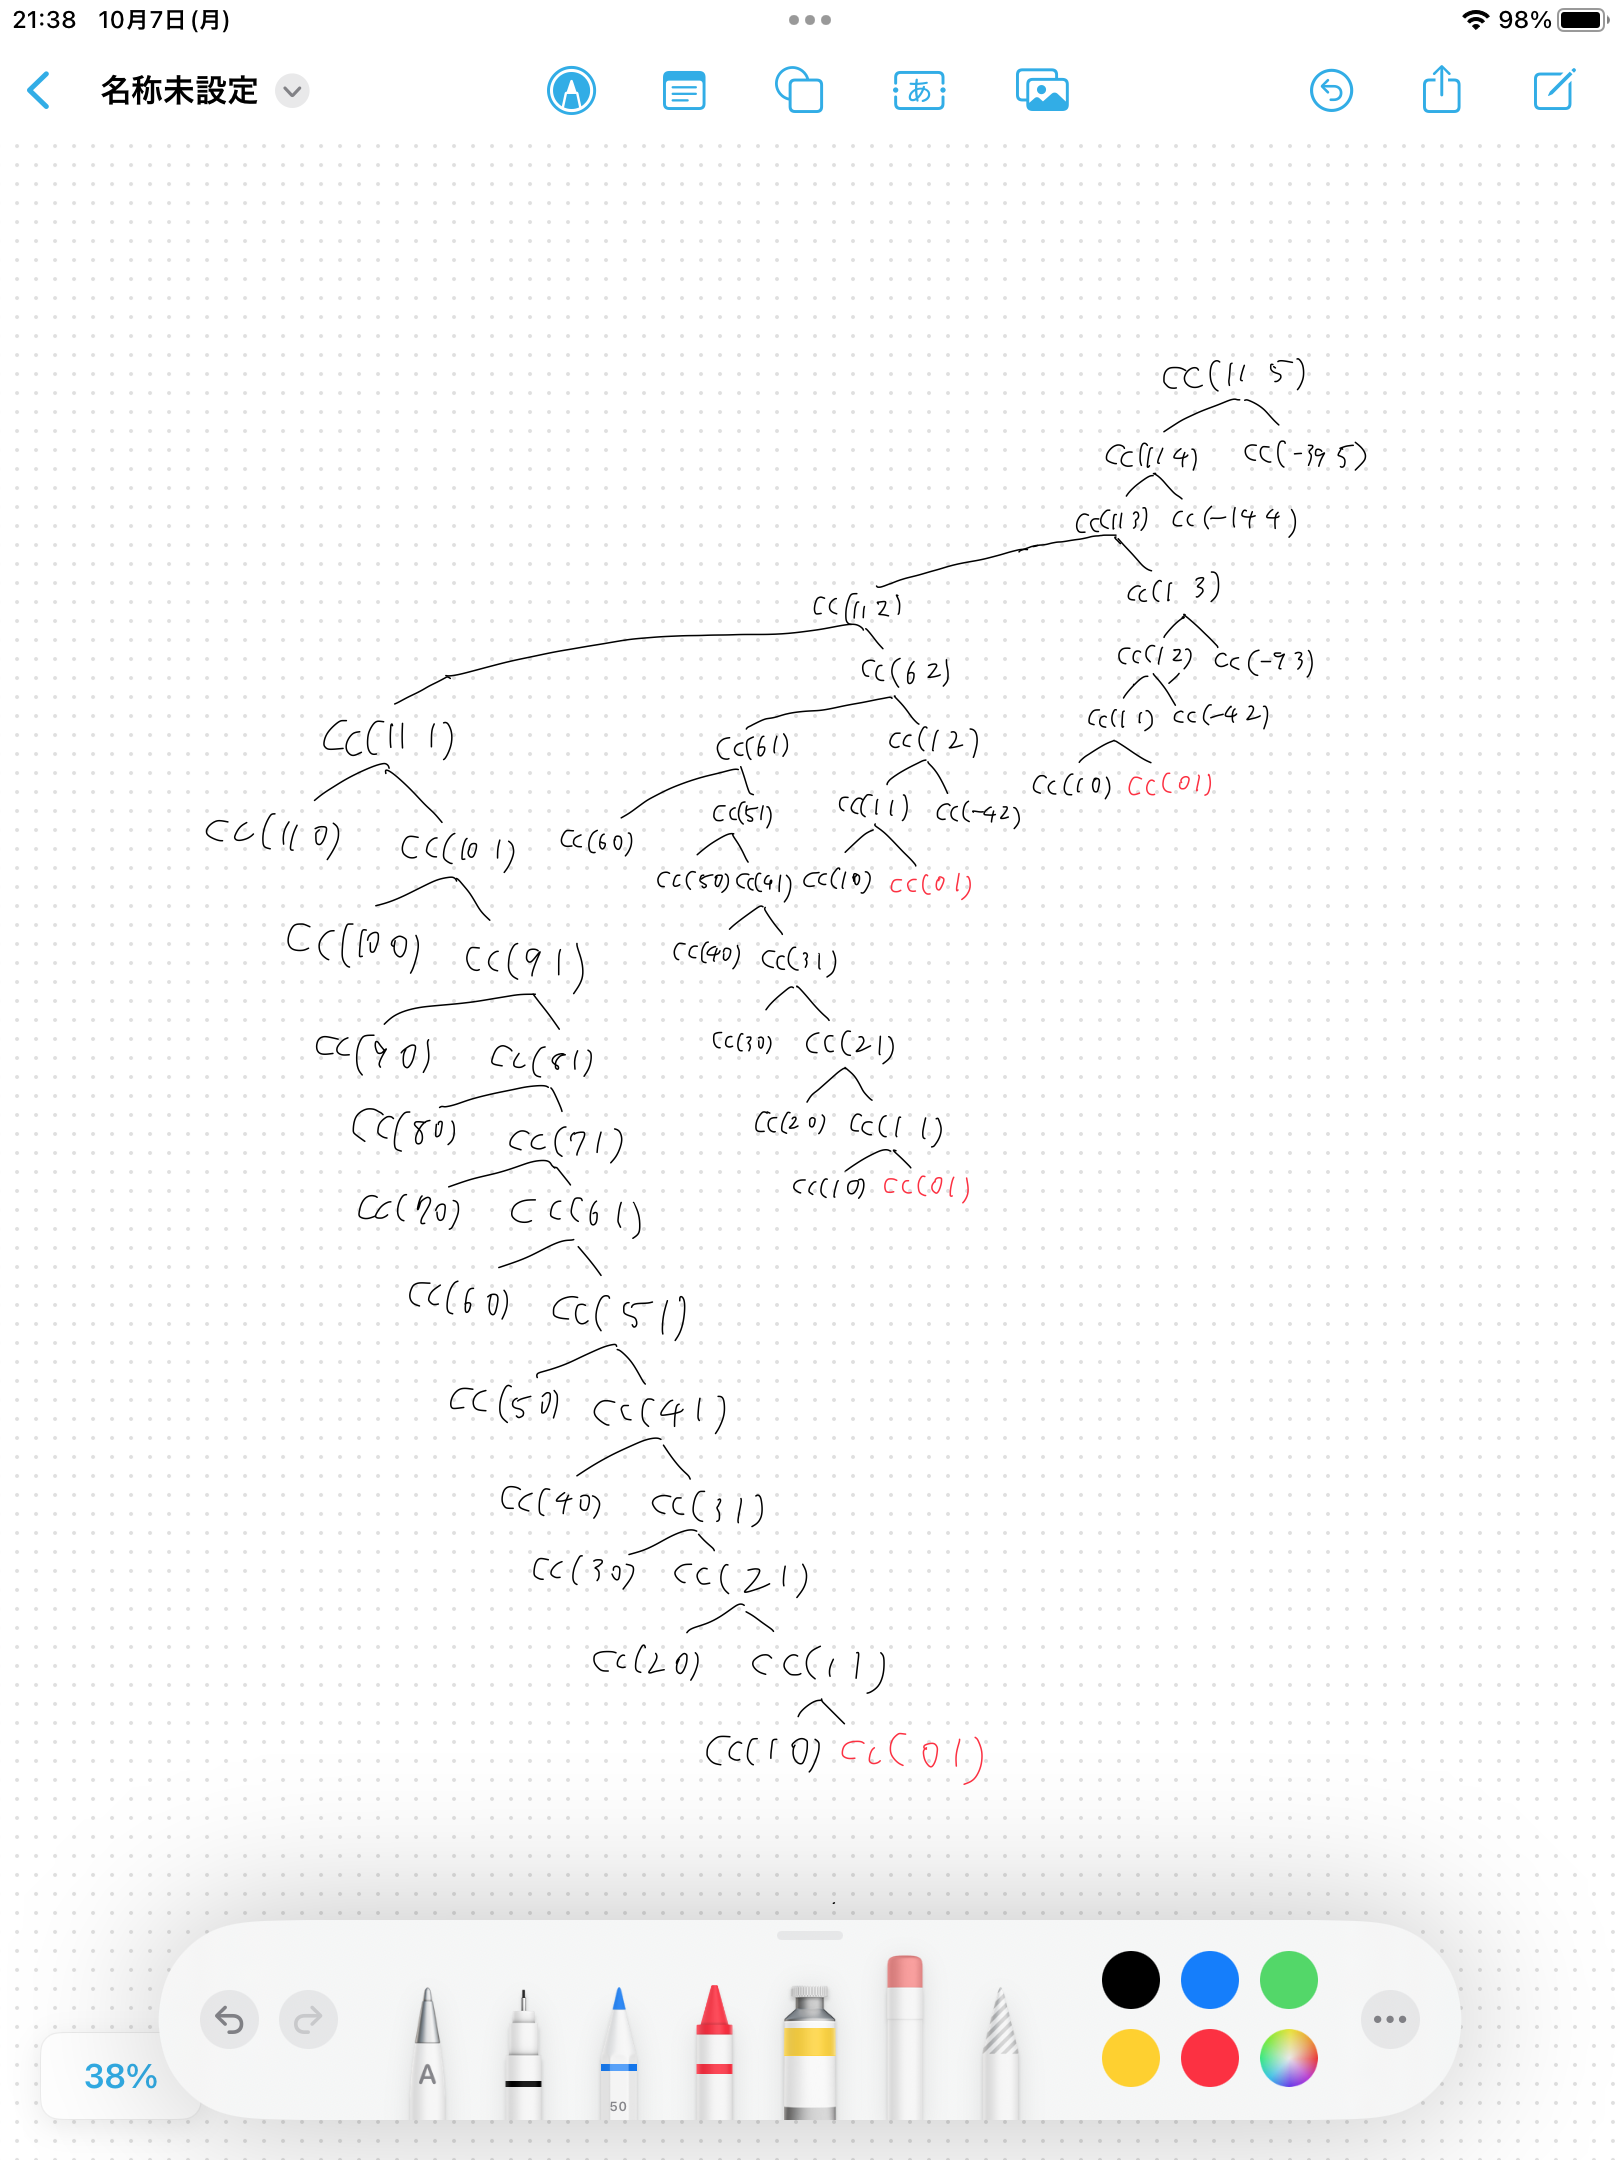 21:38 10月7日(月)
98%
名称未設定
あ
CC(11 5)
CC(11 4) CC(-39 5)
CC(11 3) CC(-14 4)
CC(11 2) CC(1 3)
CC(6 2) CC(1 2) CC(-9 3)
CC(11 1) CC(6 1) CC(1 2) CC(1 1) CC(-4 2)
CC(1 0) CC(0 1)
CC(11 0) CC(10 1) CC(6 0) CC(5 1) CC(1 1) CC(-4 2)
CC(5 0) CC(4 1) CC(1 0) CC(0 1)
CC(10 0) CC(9 1) CC(4 0) CC(3 1)
CC(9 0) CC(8 1) CC(3 0) CC(2 1)
CC(8 0) CC(7 1) CC(2 0) CC(1 1)
CC(7 0) CC(6 1) CC(1 0) CC(0 1)
CC(6 0) CC(5 1)
CC(5 0) CC(4 1)
CC(4 0) CC(3 1)
CC(3 0) CC(2 1)
CC(2 0) CC(1 1)
CC(1 0) CC(0 1)
38%
A
50